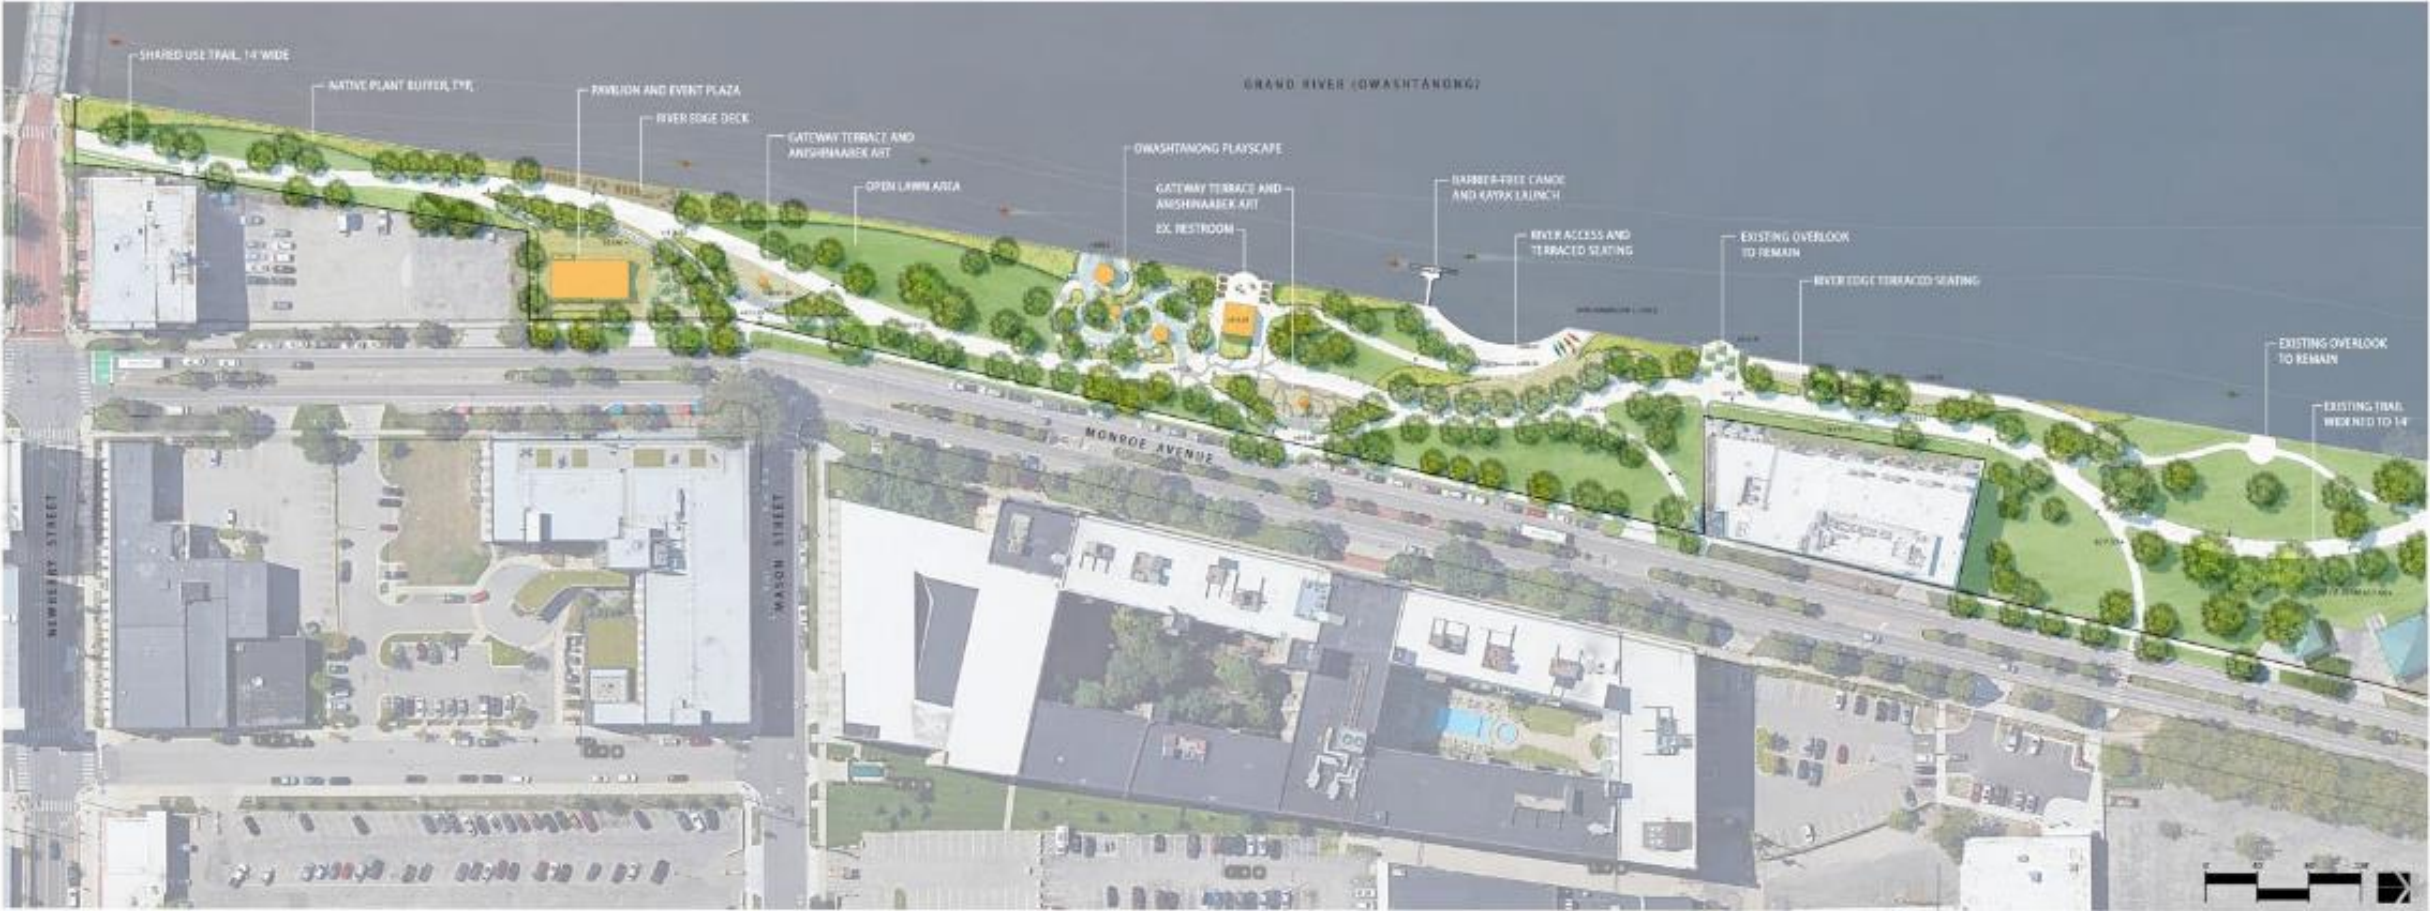 SHARED USE TRAIL, 14' WIDE
NATIVE PLANT BUFFER, TYP.
PAVILION AND EVENT PLAZA
RIVER EDGE DECK
GATEWAY TERRACE AND
ANISHINAABEK ART
OPEN LAWN AREA
GRAND RIVER (OWASHTANONG)
OWASHTANONG PLAYSCAPE
GATEWAY TERRACE AND
ANISHINAABEK ART
EX. RESTROOM
BARRIER-FREE CANOE
AND KAYAK LAUNCH
RIVER ACCESS AND
TERRACED SEATING
EXISTING OVERLOOK
TO REMAIN
RIVER EDGE TERRACED SEATING
EXISTING OVERLOOK
TO REMAIN
EXISTING TRAIL
WIDENED TO 14'
MONROE AVENUE
NEWBERRY STREET
MASON STREET